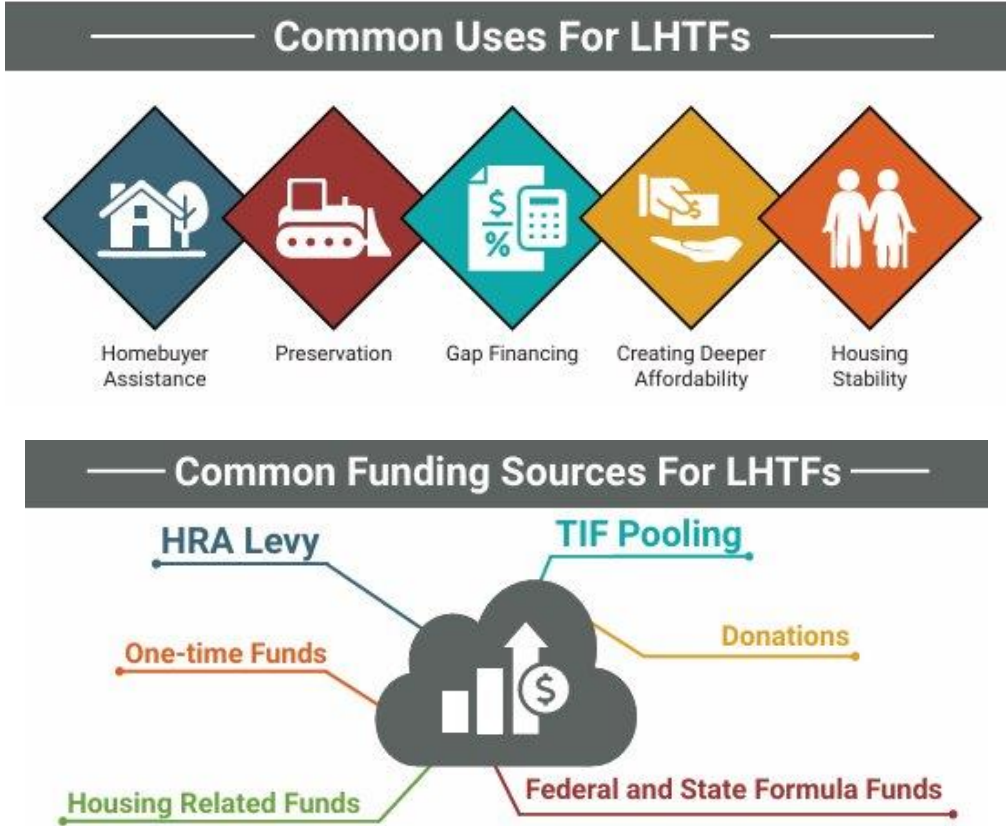 Common Uses For LHTFs
$
%
$
Homebuyer
Assistance
Preservation
Gap Financing
Creating Deeper
Affordability
Housing
Stability
Common Funding Sources For LHTFs
HRA Levy
TIF Pooling
One-time Funds
Donations
$
Housing Related Funds
Federal and State Formula Funds